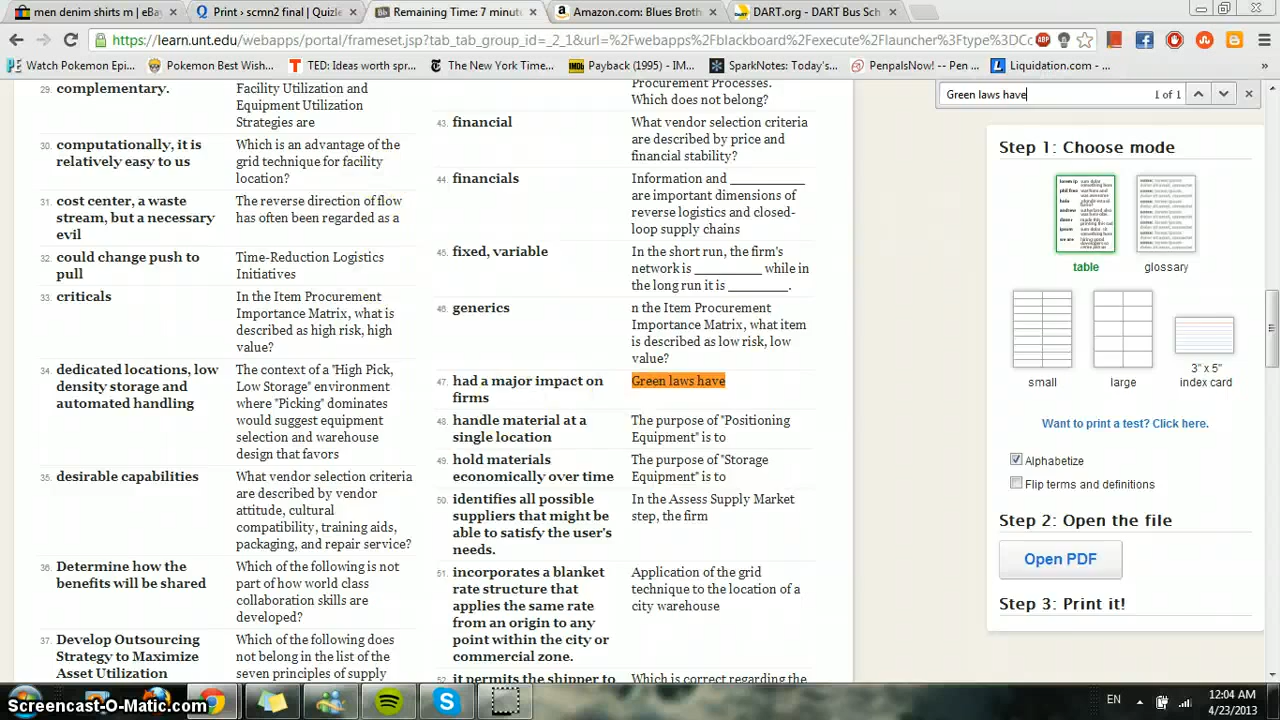 men denim shirts m | eBa
Print › scmn2 final | Quizle
Remaining Time: 7 minut
Amazon.com: Blues Broth
DART.org - DART Bus Sch
https://learn.unt.edu/webapps/portal/frameset.jsp?tab_tab_group_id=_2_1&url=%2Fwebapps%2Fblackboard%2Fexecute%2Flauncher%3Ftype%3DCo
Watch Pokemon Epi...
Pokemon Best Wish...
TED: Ideas worth spr...
The New York Time...
Payback (1995) - IM...
SparkNotes: Today's...
PenpalsNow! -- Pen ...
Liquidation.com - ...
Green laws have
1 of 1
29. complementary.
Facility Utilization and
Equipment Utilization
Strategies are
30. computationally, it is
relatively easy to us
Which is an advantage of the
grid technique for facility
location?
31. cost center, a waste
stream, but a necessary
evil
The reverse direction of flow
has often been regarded as a
32. could change push to
pull
Time-Reduction Logistics
Initiatives
33. criticals
In the Item Procurement
Importance Matrix, what is
described as high risk, high
value?
34. dedicated locations, low
density storage and
automated handling
The context of a "High Pick,
Low Storage" environment
where "Picking" dominates
would suggest equipment
selection and warehouse
design that favors
35. desirable capabilities
What vendor selection criteria
are described by vendor
attitude, cultural
compatibility, training aids,
packaging, and repair service?
36. Determine how the
benefits will be shared
Which of the following is not
part of how world class
collaboration skills are
developed?
37. Develop Outsourcing
Strategy to Maximize
Asset Utilization
Which of the following does
not belong in the list of the
seven principles of supply
Procurement Processes.
Which does not belong?
43. financial
What vendor selection criteria
are described by price and
financial stability?
44. financials
Information and __________
are important dimensions of
reverse logistics and closed-
loop supply chains
45. fixed, variable
In the short run, the firm's
network is _________ while in
the long run it is ________.
46. generics
n the Item Procurement
Importance Matrix, what item
is described as low risk, low
value?
47. had a major impact on
firms
Green laws have
48. handle material at a
single location
The purpose of "Positioning
Equipment" is to
49. hold materials
economically over time
The purpose of "Storage
Equipment" is to
50. identifies all possible
suppliers that might be
able to satisfy the user's
needs.
In the Assess Supply Market
step, the firm
51. incorporates a blanket
rate structure that
applies the same rate
from an origin to any
point within the city or
commercial zone.
Application of the grid
technique to the location of a
city warehouse
52. it permits the shipper to
Which is correct regarding the
Step 1: Choose mode
table
glossary
small
large
3" x 5"
index card
Want to print a test? Click here.
Alphabetize
Flip terms and definitions
Step 2: Open the file
Open PDF
Step 3: Print it!
EN
12:04 AM
4/23/2013
Screencast-O-Matic.com